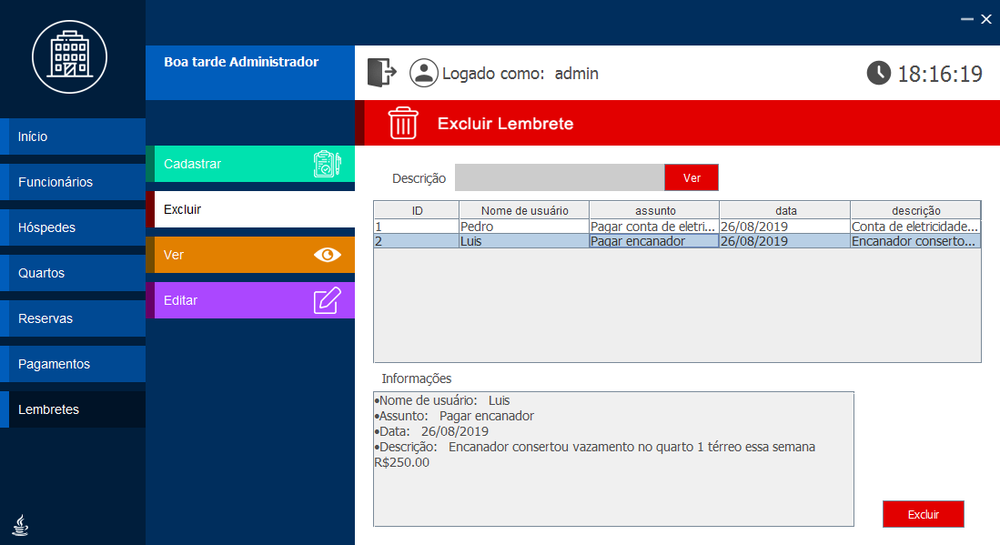 Boa tarde Administrador
Logado como: admin
18:16:19
Início
Funcionários
Hóspedes
Quartos
Reservas
Pagamentos
Lembretes
Cadastrar
Excluir
Ver
Editar
Excluir Lembrete
Descrição Ver
ID Nome de usuário assunto data descrição
1 Pedro Pagar conta de eletri... 26/08/2019 Conta de eletricidade...
2 Luis Pagar encanador 26/08/2019 Encanador conserto...
Informações
•Nome de usuário: Luis
•Assunto: Pagar encanador
•Data: 26/08/2019
•Descrição: Encanador consertou vazamento no quarto 1 térreo essa semana
R$250.00
Excluir